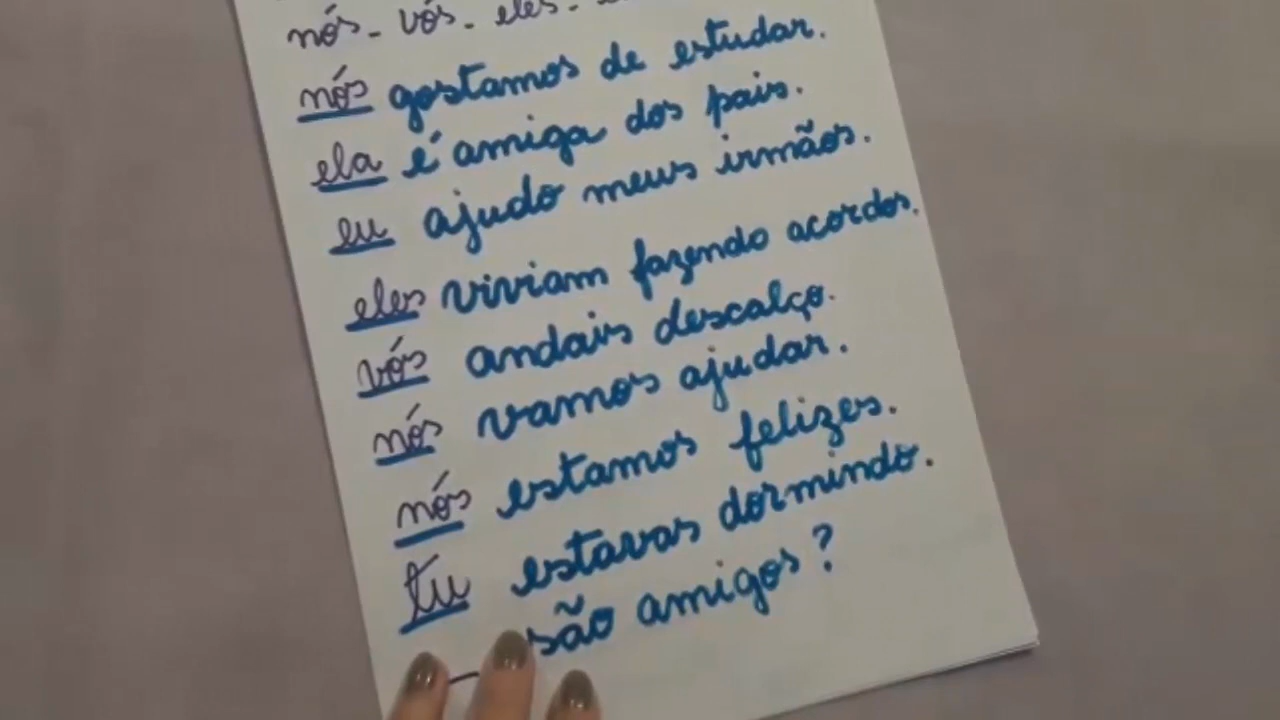 nós - vós - eles -
nós gostamos de estudar.
ela é amiga dos pais.
eu ajudo meus irmãos.
eles viviam fazendo acordos.
vós andais descalço.
nós vamos ajudar.
nós estamos felizes.
tu estavas dormindo.
são amigos?